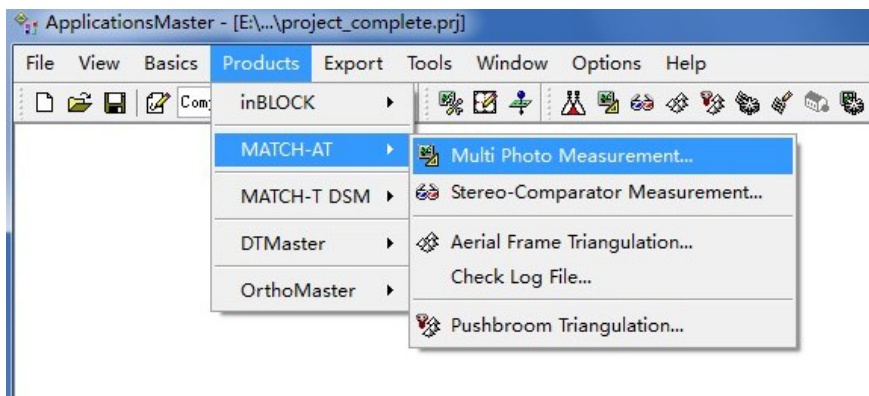 ApplicationsMaster - [E:\...\project_complete.prj]
File View Basics Products Export Tools Window Options Help
Com
inBLOCK
MATCH-AT
MATCH-T DSM
DTMaster
OrthoMaster
Multi Photo Measurement...
Stereo-Comparator Measurement...
Aerial Frame Triangulation...
Check Log File...
Pushbroom Triangulation...